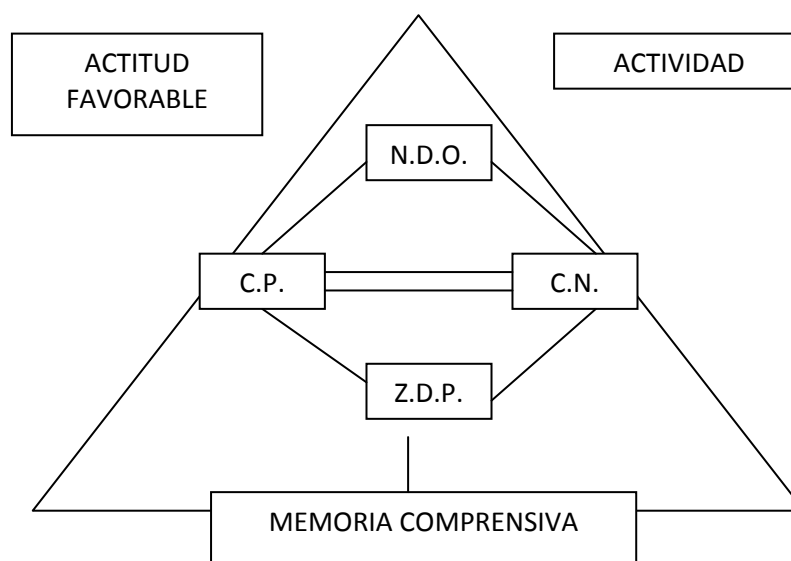 ACTITUD
FAVORABLE
ACTIVIDAD
N.D.O.
C.P.
C.N.
Z.D.P.
MEMORIA COMPRENSIVA